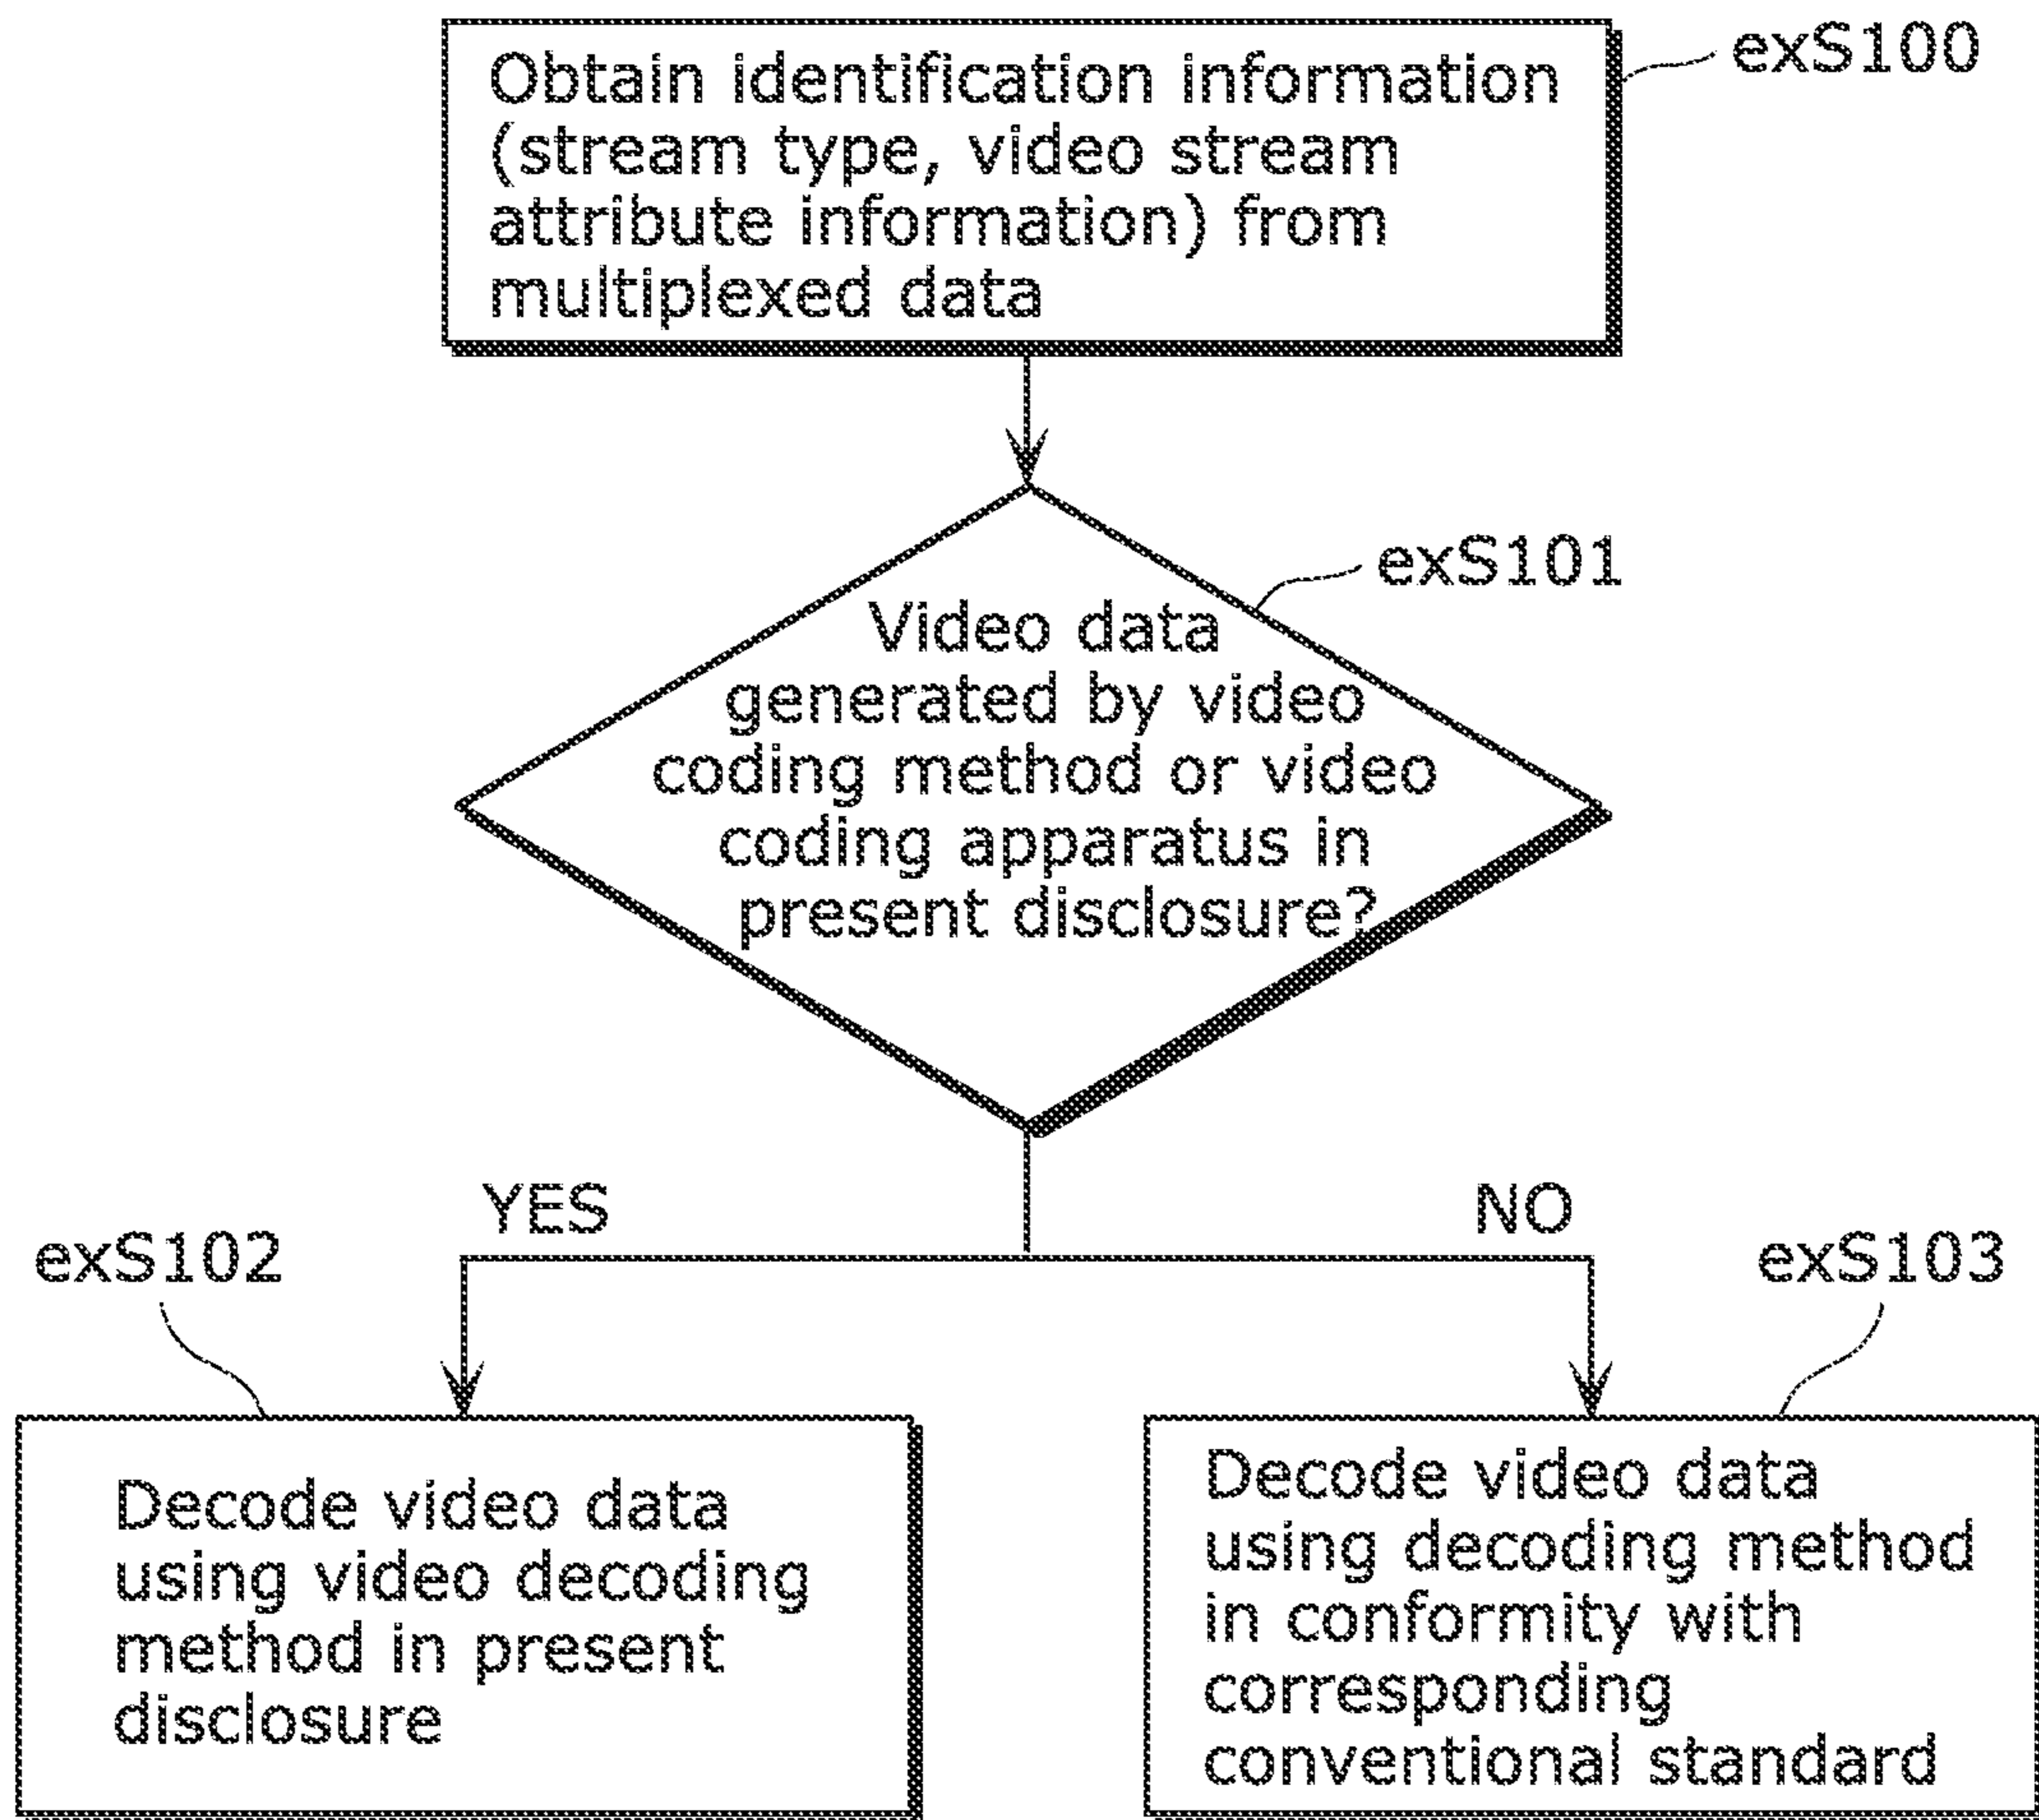 exS100
Obtain identification information
(stream type, video stream
attribute information) from
multiplexed data
exS101
Video data
generated by video
coding method or video
coding apparatus in
present disclosure?
YES
NO
exS102
exS103
Decode video data
using video decoding
method in present
disclosure
Decode video data
using decoding method
in conformity with
corresponding
conventional standard